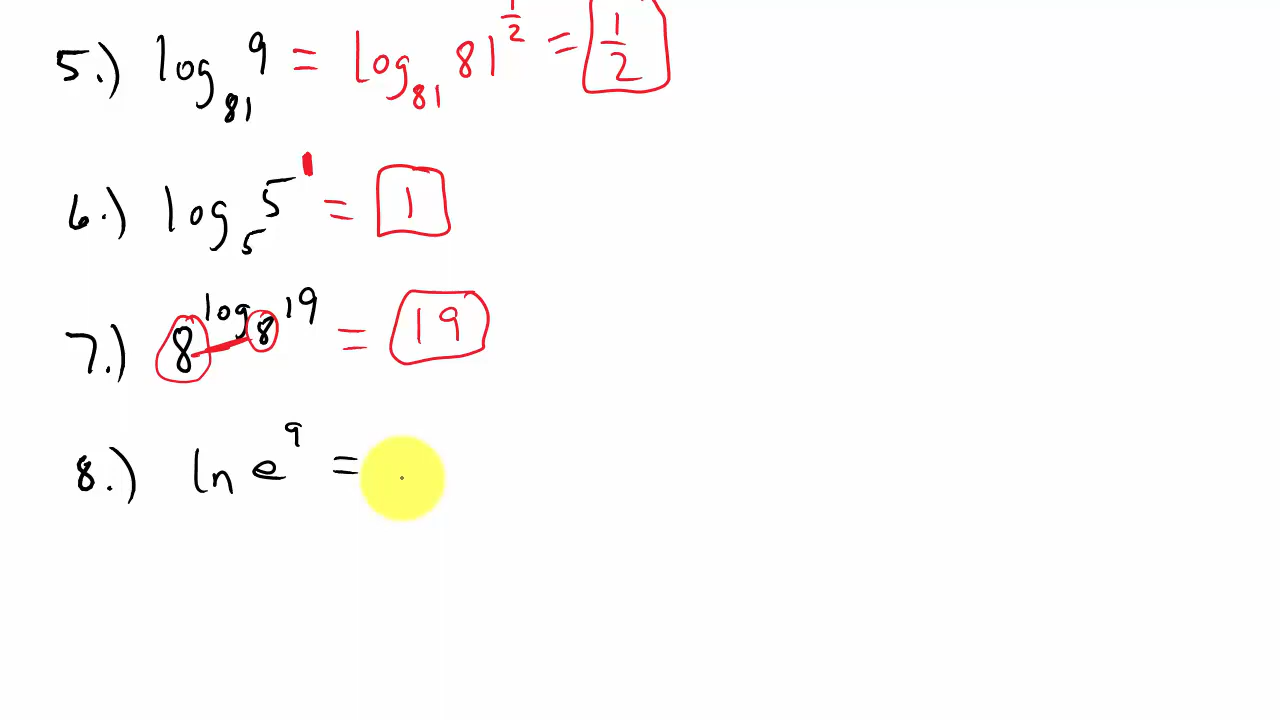 5.) log₈₁ 9 = log₈₁ 81^(1/2) = 1/2
6.) log₅ 5¹ = 1
7.) 8^(log₈ 19) = 19
8.) ln e⁹ =